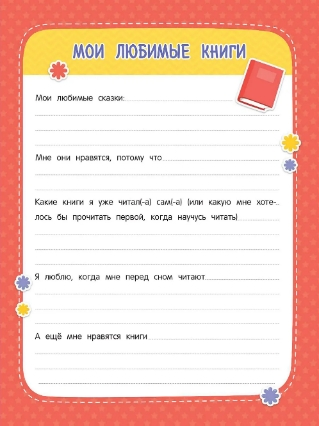 МОИ ЛЮБИМЫЕ КНИГИ
Мои любимые сказки:
Мне они нравятся, потому что
Какие книги я уже читал(-а) сам(-а) (или какую мне хоте-
лось бы прочитать первой, когда научусь читать)
Я люблю, когда мне перед сном читают
А ещё мне нравятся книги